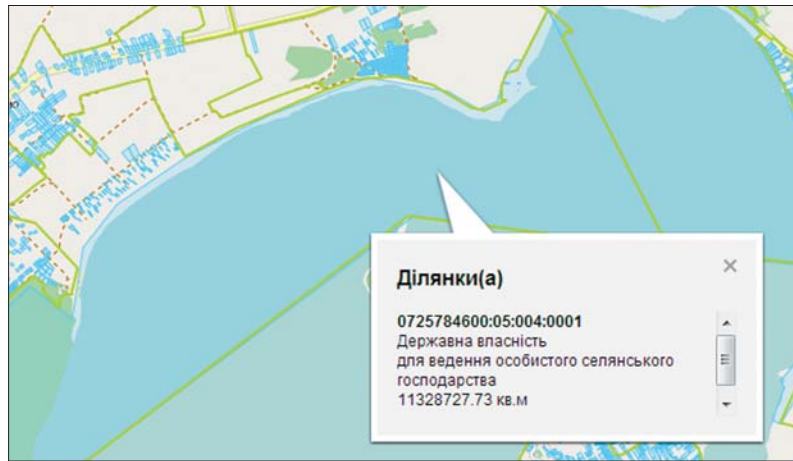 Ділянки(а)
0725784600:05:004:0001
Державна власність
для ведення особистого селянського
господарства
11328727.73 кв.м